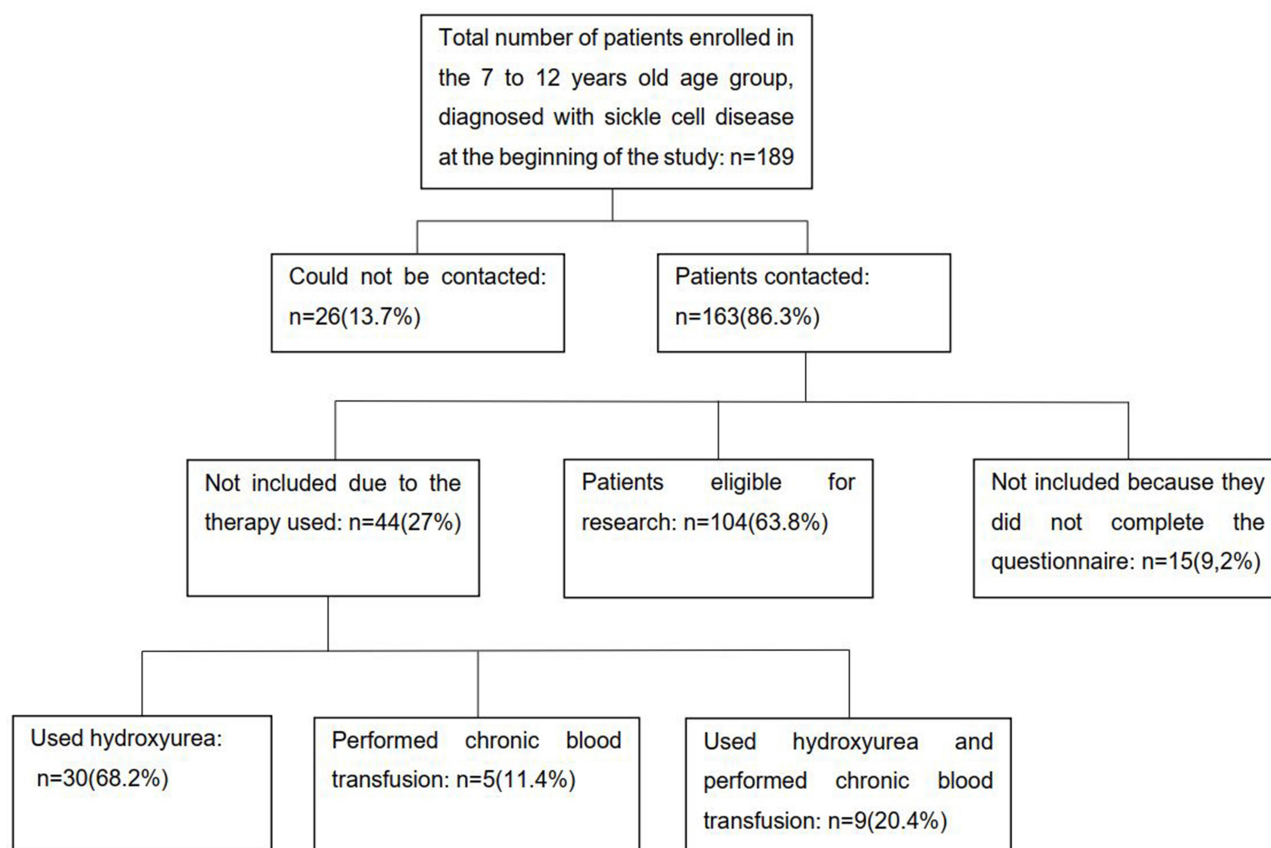 Total number of patients enrolled in
the 7 to 12 years old age group,
diagnosed with sickle cell disease
at the beginning of the study: n=189
Could not be contacted:
n=26(13.7%)
Patients contacted:
n=163(86.3%)
Not included due to the
therapy used: n=44(27%)
Patients eligible for
research: n=104(63.8%)
Not included because they
did not complete the
questionnaire: n=15(9,2%)
Used hydroxyurea:
n=30(68.2%)
Performed chronic blood
transfusion: n=5(11.4%)
Used hydroxyurea and
performed chronic blood
transfusion: n=9(20.4%)